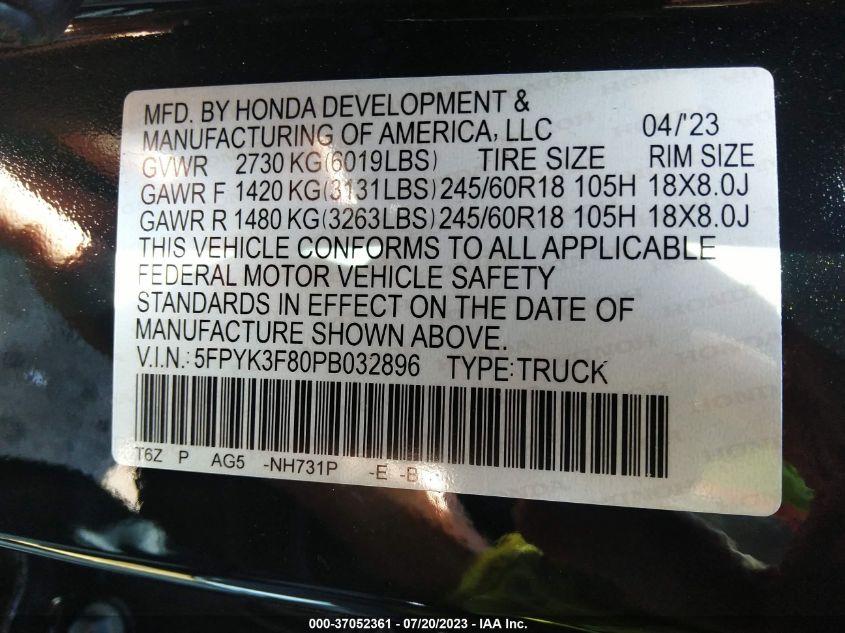 MFD. BY HONDA DEVELOPMENT &
MANUFACTURING OF AMERICA, LLC 04/'23
GVWR 2730 KG(6019LBS) TIRE SIZE RIM SIZE
GAWR F 1420 KG(3131LBS) 245/60R18 105H 18X8.0J
GAWR R 1480 KG(3263LBS) 245/60R18 105H 18X8.0J
THIS VEHICLE CONFORMS TO ALL APPLICABLE
FEDERAL MOTOR VEHICLE SAFETY
STANDARDS IN EFFECT ON THE DATE OF
MANUFACTURE SHOWN ABOVE.
V.I.N.: 5FPYK3F80PB032896 TYPE: TRUCK
T6Z P AG5 -NH731P -E -B
000-37052361 / 07/20/2023 - IAA Inc.